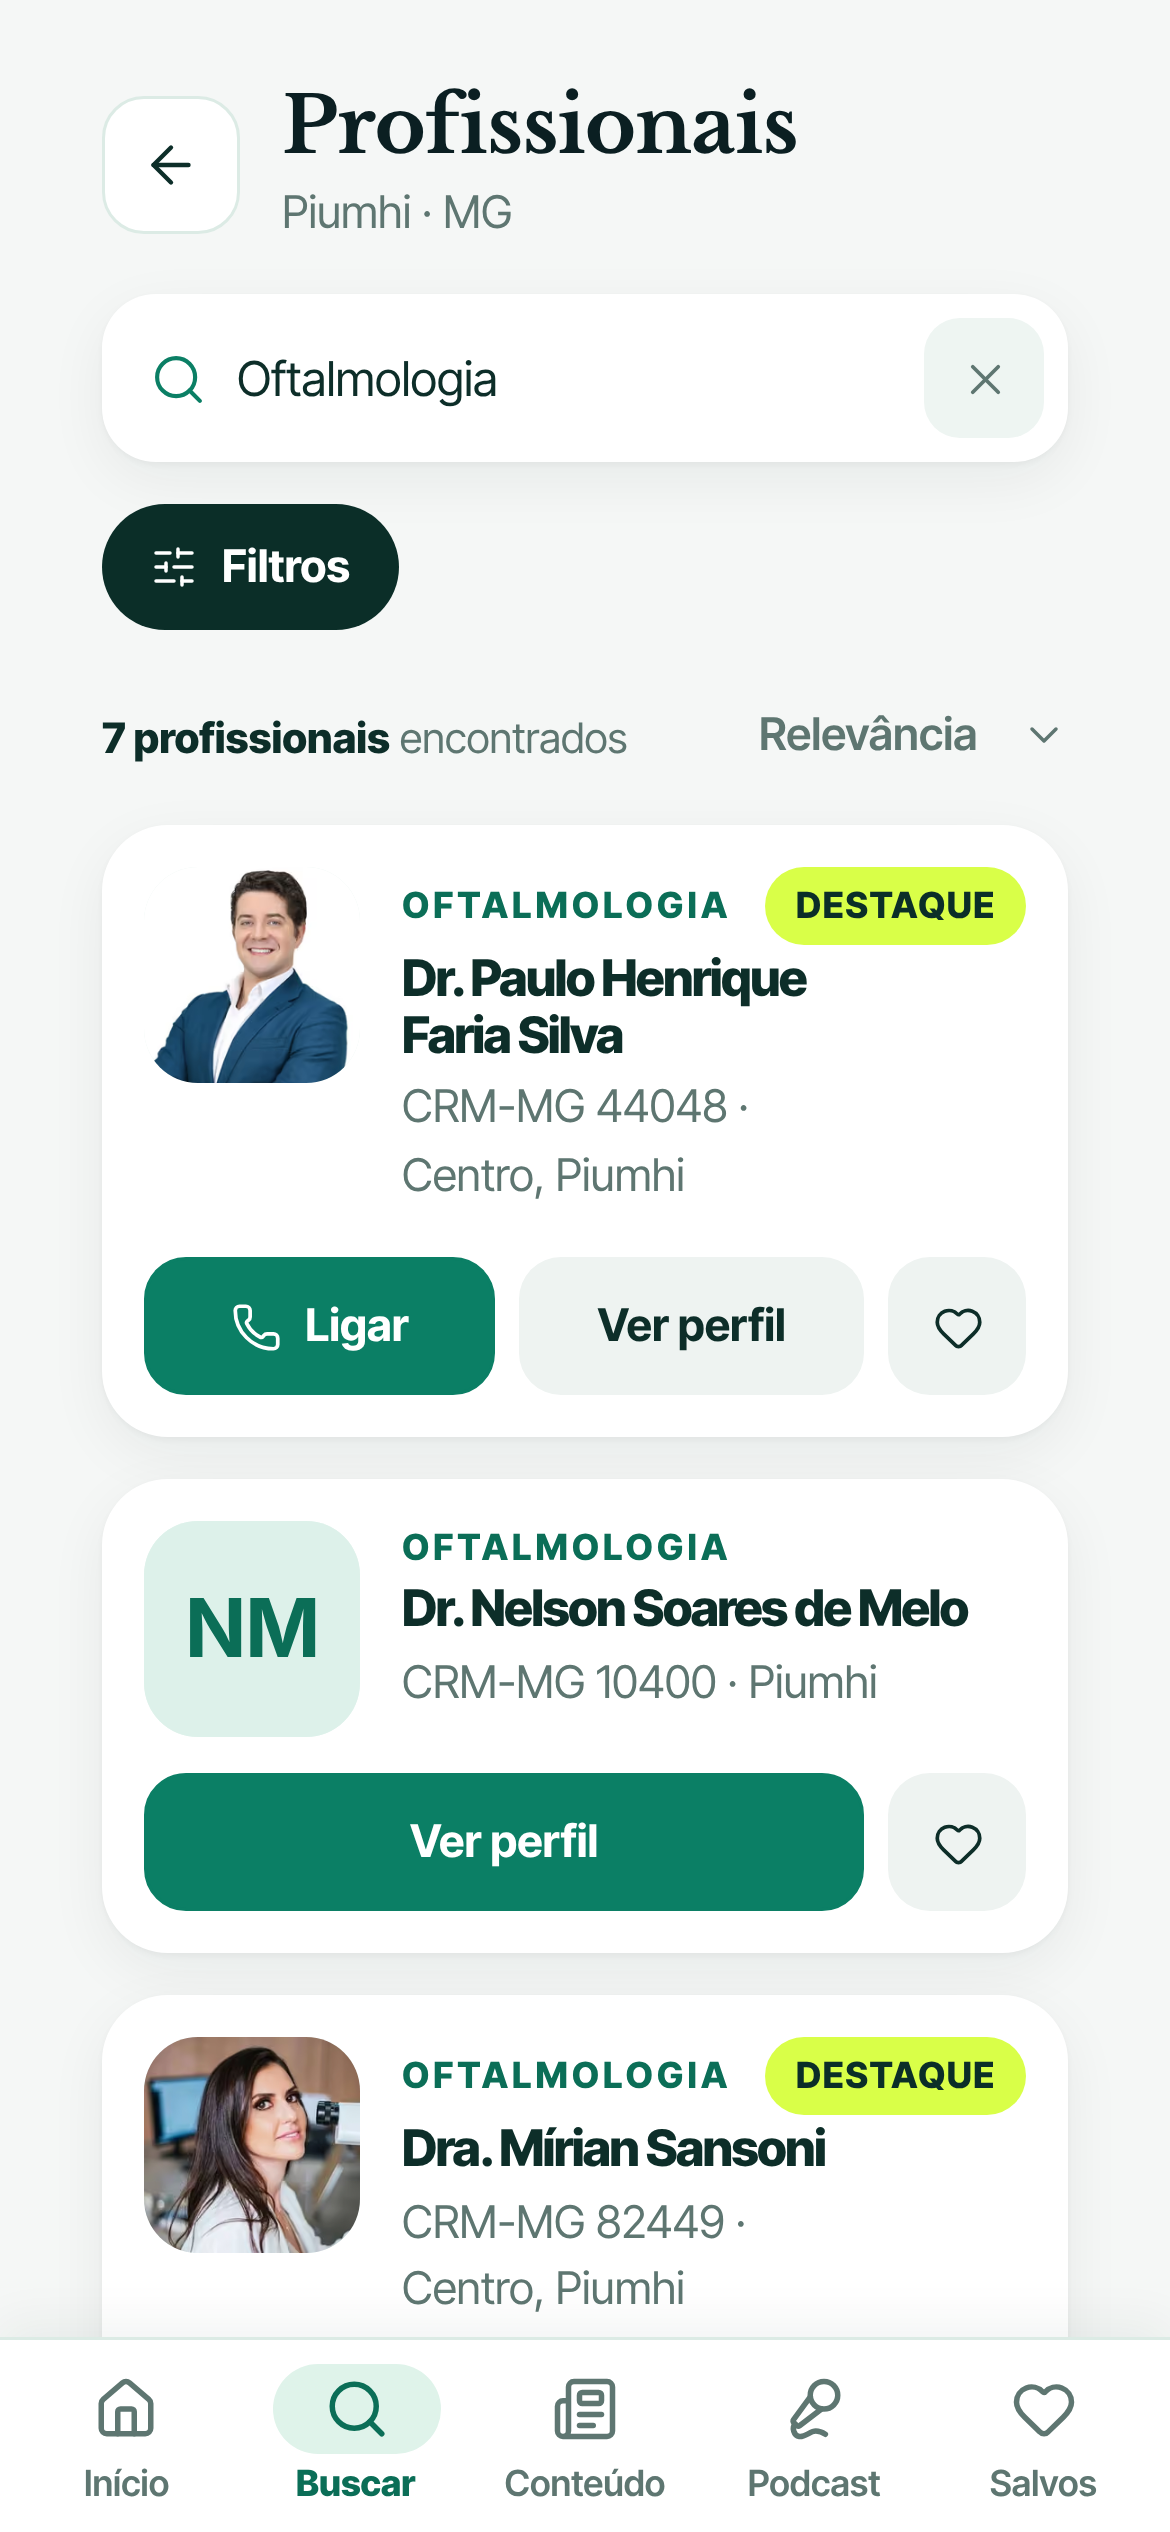 Profissionais
Piumhi · MG
Oftalmologia
Filtros
7 profissionais encontrados
Relevância
OFTALMOLOGIA
DESTAQUE
Dr. Paulo Henrique
Faria Silva
CRM-MG 44048 ·
Centro, Piumhi
Ligar
Ver perfil
NM
OFTALMOLOGIA
Dr. Nelson Soares de Melo
CRM-MG 10400 · Piumhi
Ver perfil
OFTALMOLOGIA
DESTAQUE
Dra. Mírian Sansoni
CRM-MG 82449 ·
Centro, Piumhi
Início
Buscar
Conteúdo
Podcast
Salvos